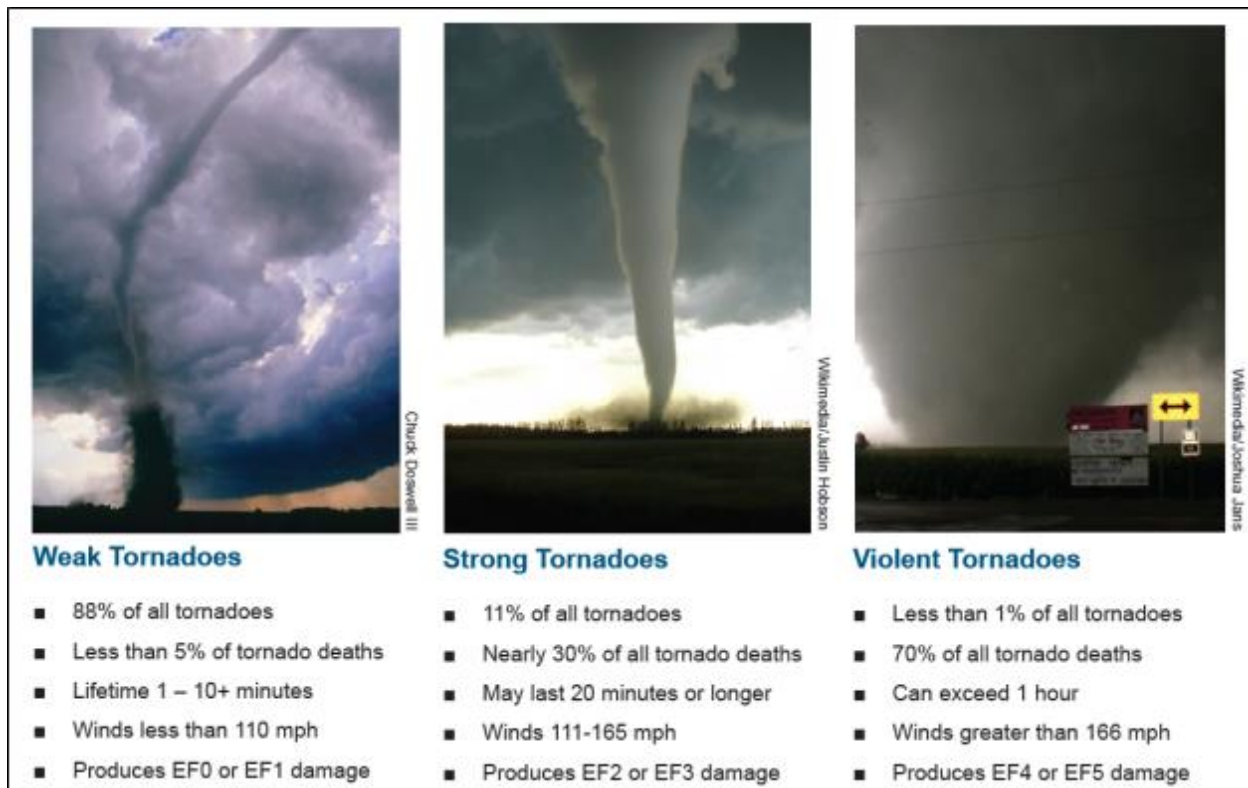 Chuck Doswell III
Wikimedia/Justin Hobson
Wikimedia/Joshua Jans
Weak Tornadoes
■ 88% of all tornadoes
■ Less than 5% of tornado deaths
■ Lifetime 1 – 10+ minutes
■ Winds less than 110 mph
■ Produces EF0 or EF1 damage
Strong Tornadoes
■ 11% of all tornadoes
■ Nearly 30% of all tornado deaths
■ May last 20 minutes or longer
■ Winds 111-165 mph
■ Produces EF2 or EF3 damage
Violent Tornadoes
■ Less than 1% of all tornadoes
■ 70% of all tornado deaths
■ Can exceed 1 hour
■ Winds greater than 166 mph
■ Produces EF4 or EF5 damage